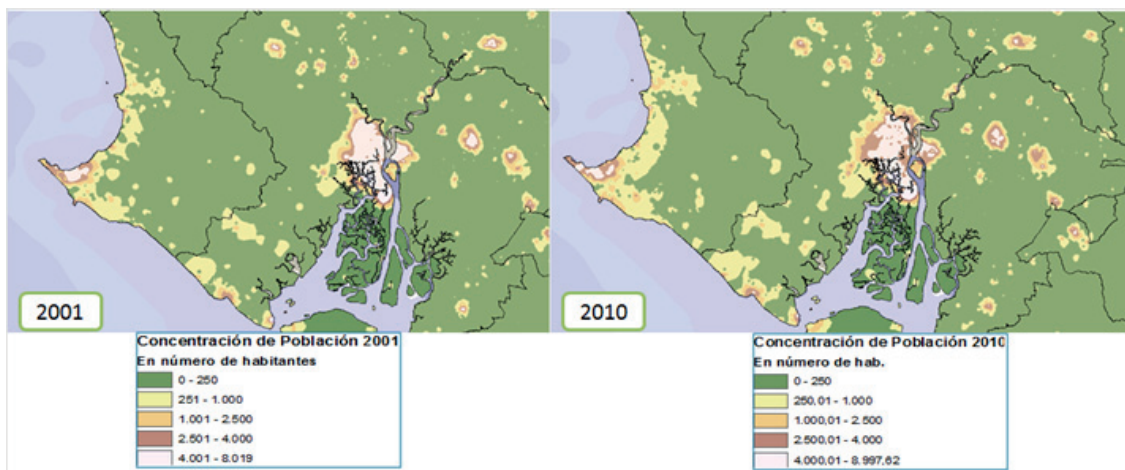 2001
2010
Concentración de Población 2001
En número de habitantes
0 - 250
251 - 1.000
1.001 - 2.500
2.501 - 4.000
4.001 - 8.019
Concentración de Población 2010
En número de hab.
0 - 250
250,01 - 1.000
1.000,01 - 2.500
2.500,01 - 4.000
4.000,01 - 8.997,62